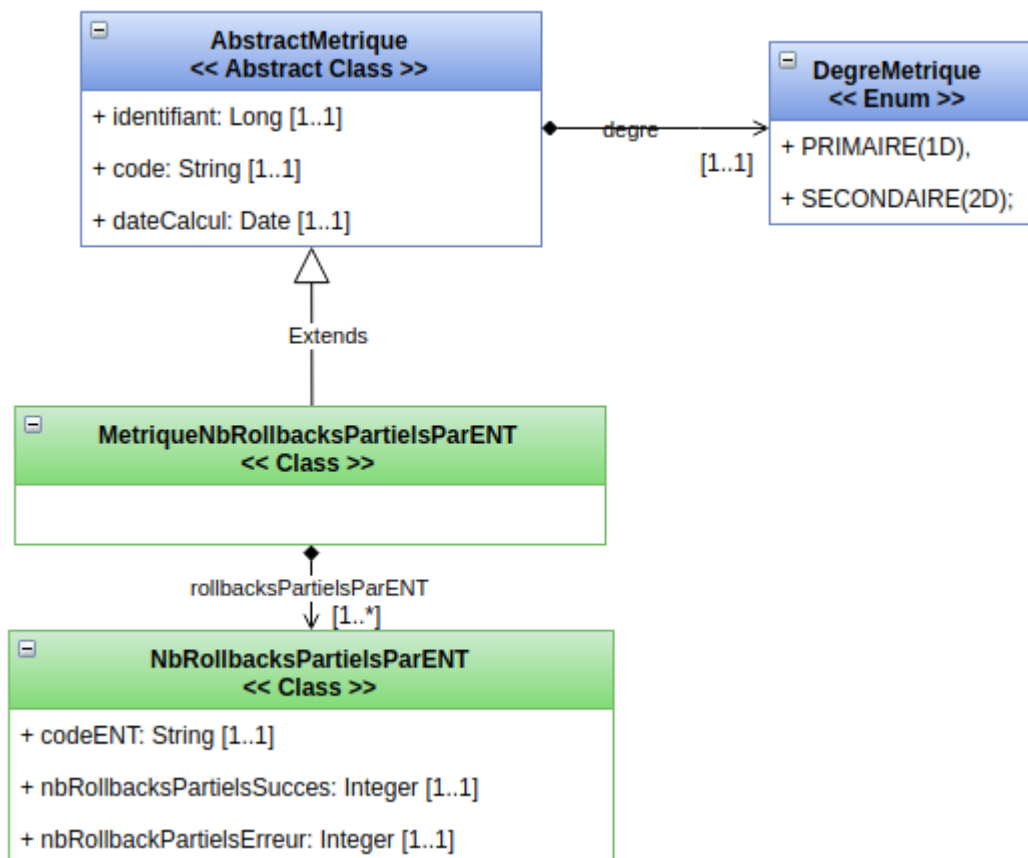 AbstractMetrique
<< Abstract Class >>
+ identifiant: Long [1..1]
+ code: String [1..1]
+ dateCalcul: Date [1..1]
degre
[1..1]
DegreMetrique
<< Enum >>
+ PRIMAIRE(1D),
+ SECONDAIRE(2D);
Extends
MetriqueNbRollbacksPartielsParENT
<< Class >>
rollbacksPartielsParENT
[1..*]
NbRollbacksPartielsParENT
<< Class >>
+ codeENT: String [1..1]
+ nbRollbacksPartielsSucces: Integer [1..1]
+ nbRollbackPartielsErreur: Integer [1..1]